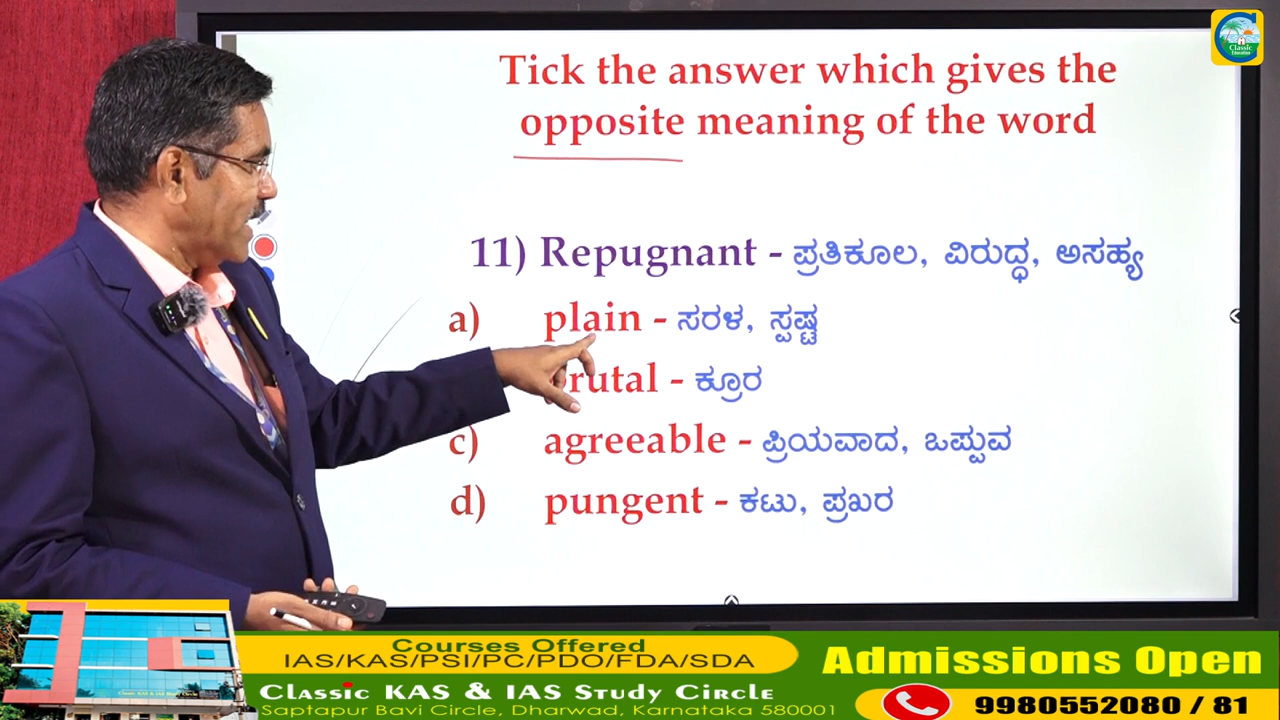 Classic
Education
Tick the answer which gives the
opposite meaning of the word
11) Repugnant - ಪ್ರತಿಕೂಲ, ವಿರುದ್ಧ, ಅಸಹ್ಯ
a) plain - ಸರಳ, ಸ್ಪಷ್ಟ
rutal - ಕ್ರೂರ
c) agreeable - ಪ್ರಿಯವಾದ, ಒಪ್ಪುವ
d) pungent - ಕಟು, ಪ್ರಖರ
Courses Offered
IAS/KAS/PSI/PC/PDO/FDA/SDA
Classic KAS & IAS Study Circle
Saptapur Bavi Circle, Dharwad, Karnataka 580001
Admissions Open
9980552080 / 81